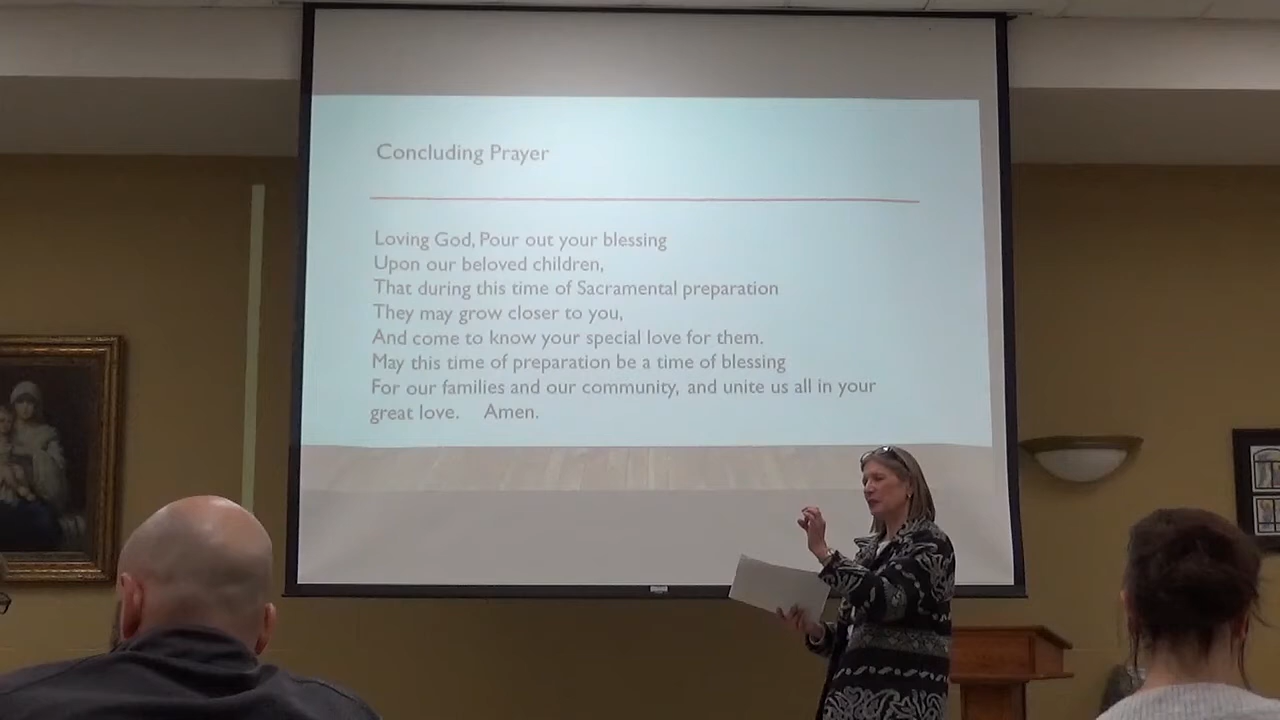 Concluding Prayer
Loving God, Pour out your blessing
Upon our beloved children,
That during this time of Sacramental preparation
They may grow closer to you,
And come to know your special love for them.
May this time of preparation be a time of blessing
For our families and our community, and unite us all in your
great love. Amen.